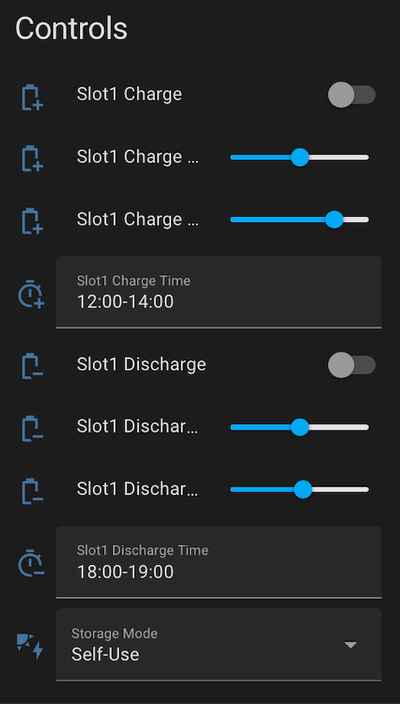 Controls
Slot1 Charge
Slot1 Charge ...
Slot1 Charge ...
Slot1 Charge Time
12:00-14:00
Slot1 Discharge
Slot1 Dischar...
Slot1 Dischar...
Slot1 Discharge Time
18:00-19:00
Storage Mode
Self-Use